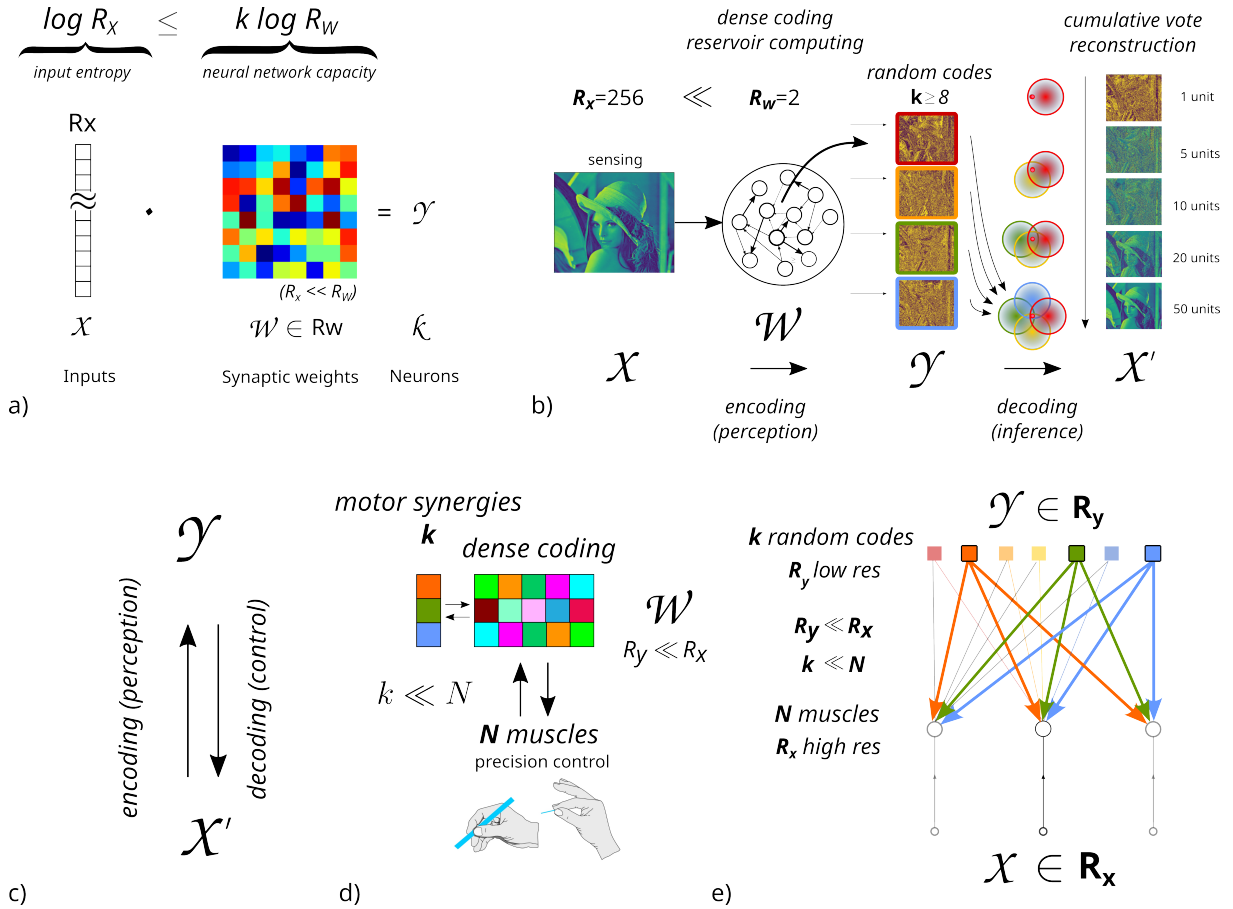 log Rx ≤ k log Rw
input entropy
neural network capacity
Rx
≈
·
= 𝒴
(Rx << Rw)
𝒳
𝒲 ∈ Rw
k
Inputs
Synaptic weights
Neurons
a)
dense coding
reservoir computing
cumulative vote
reconstruction
Rx=256 ≪ Rw=2
random codes
k ≥ 8
sensing
1 unit
5 units
10 units
20 units
50 units
𝒲
𝒳
𝒴
𝒳′
encoding
(perception)
decoding
(inference)
b)
𝒴
encoding (perception)
decoding (control)
𝒳′
c)
motor synergies
k
dense coding
𝒲
Ry ≪ Rx
k ≪ N
N muscles
precision control
d)
𝒴 ∈ Ry
k random codes
Ry low res
Ry ≪ Rx
k ≪ N
N muscles
Rx high res
𝒳 ∈ Rx
e)